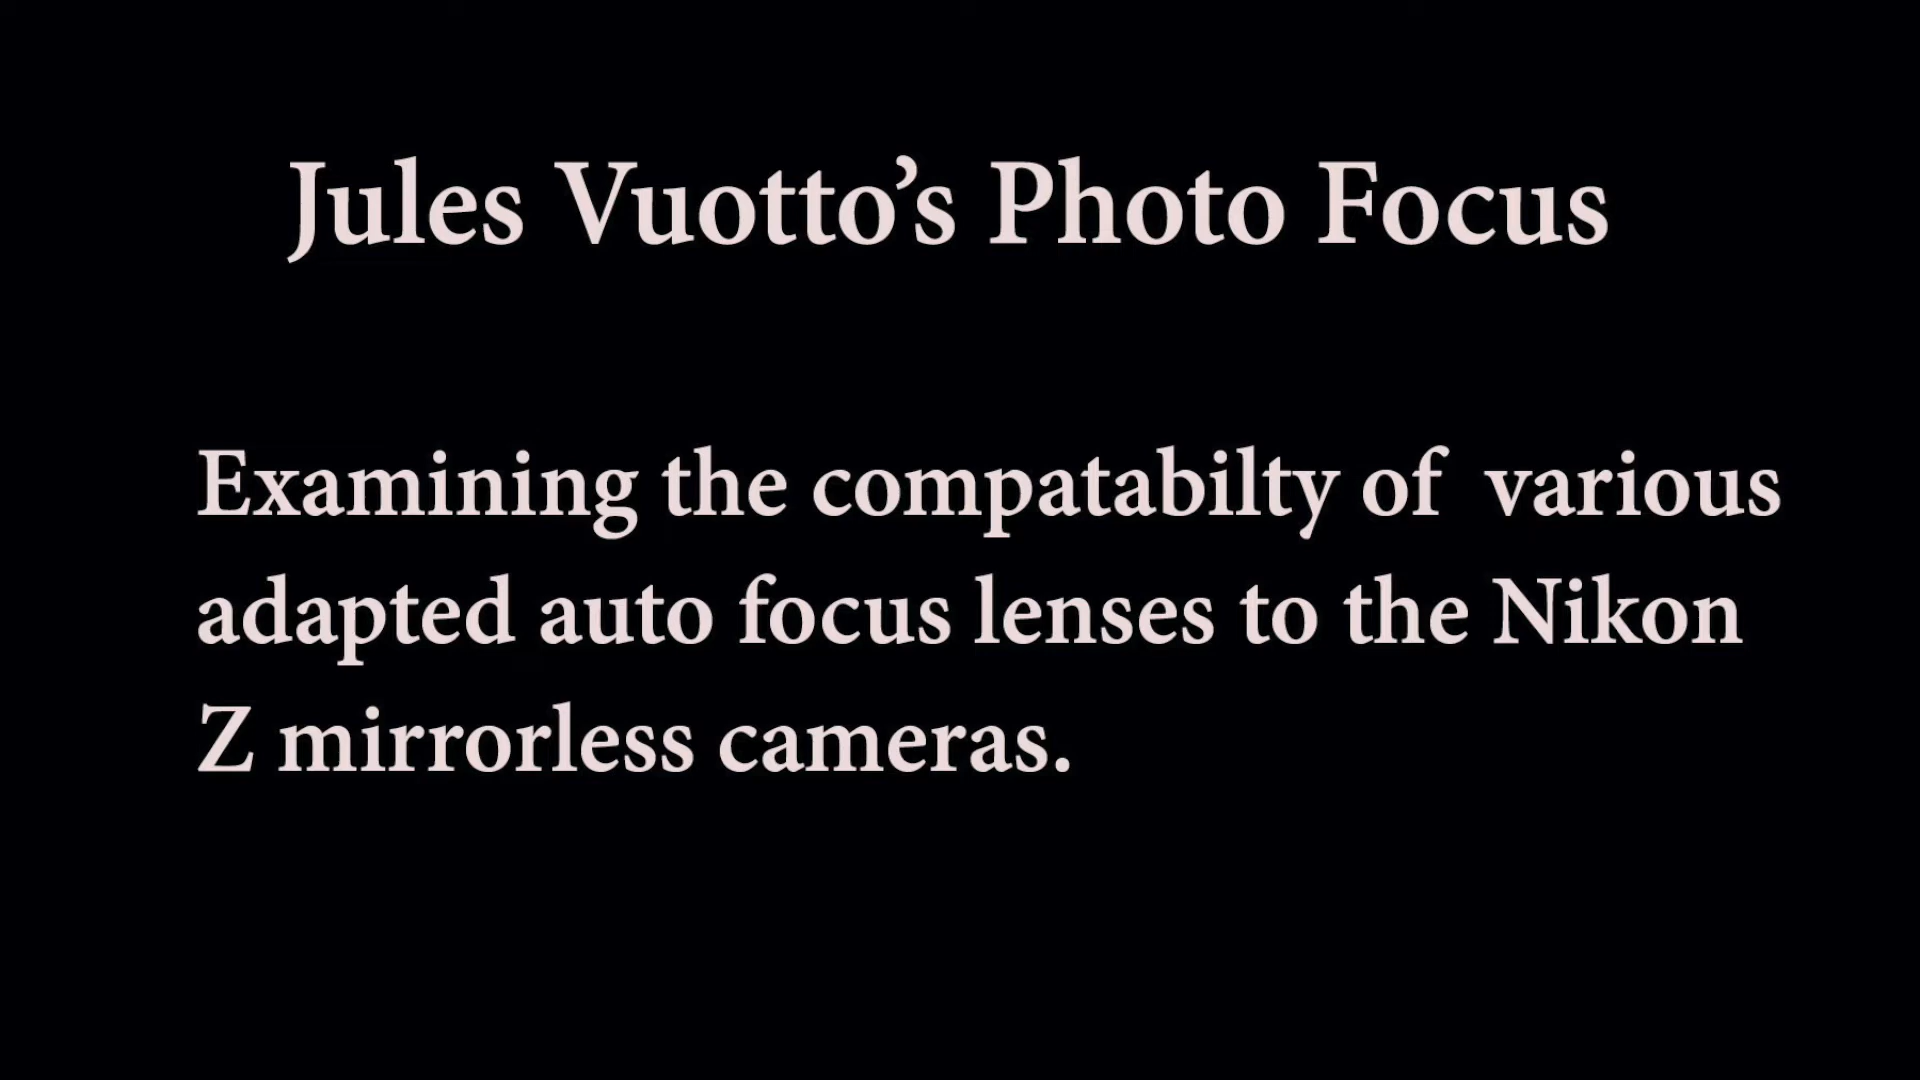 Jules Vuotto’s Photo Focus
Examining the compatabilty of various
adapted auto focus lenses to the Nikon
Z mirrorless cameras.